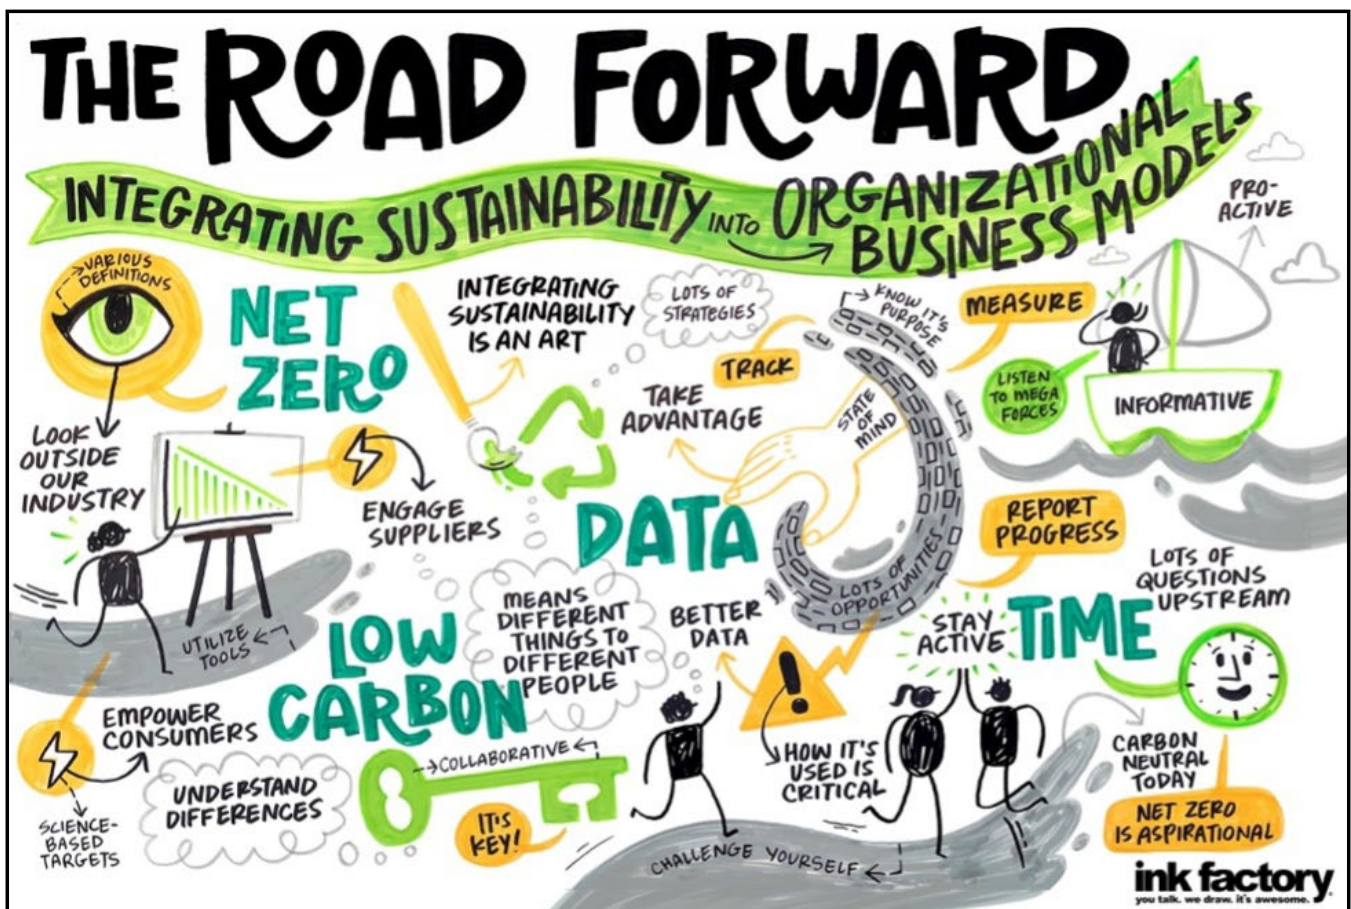 THE ROAD FORWARD
INTEGRATING SUSTAINABILITY INTO ORGANIZATIONAL
BUSINESS MODELS
PRO-
ACTIVE
VARIOUS
DEFINITIONS
NET
ZERO
INTEGRATING
SUSTAINABILITY
IS AN ART
LOTS OF
STRATEGIES
KNOW IT'S
PURPOSE
MEASURE
TRACK
LISTEN
TO MEGA
FORCES
INFORMATIVE
TAKE
ADVANTAGE
STATE
OF
MIND
LOOK
OUTSIDE
OUR
INDUSTRY
ENGAGE
SUPPLIERS
DATA
REPORT
PROGRESS
LOTS OF
OPPORTUNITIES
LOTS OF
QUESTIONS
UPSTREAM
UTILIZE
TOOLS
LOW
CARBON
MEANS
DIFFERENT
THINGS TO
DIFFERENT
PEOPLE
BETTER
DATA
STAY
ACTIVE
TIME
EMPOWER
CONSUMERS
COLLABORATIVE
HOW IT'S
USED IS
CRITICAL
CARBON
NEUTRAL
TODAY
UNDERSTAND
DIFFERENCES
SCIENCE-
BASED
TARGETS
IT'S
KEY!
NET ZERO
IS ASPIRATIONAL
CHALLENGE YOURSELF
ink factory
you talk. we draw. it's awesome.